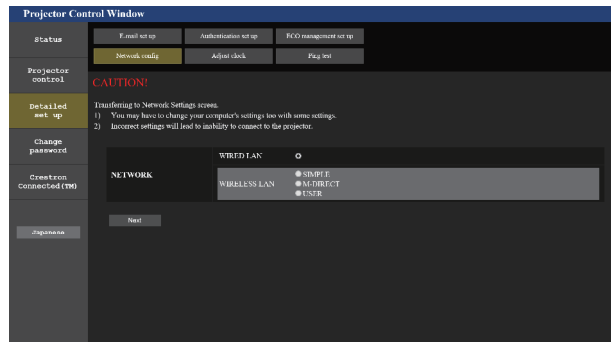 Projector Control Window
Status
E-mail set up
Authentication set up
ECO management set up
Network config
Adjust clock
Ping test
Projector
control
CAUTION!
Detailed
set up
Transferring to Network Settings screen.
1) You may have to change your computer's settings too with some settings.
2) Incorrect settings will lead to inability to connect to the projector.
Change
password
Crestron
Connected(TM)
NETWORK
WIRED LAN
WIRELESS LAN
SIMPLE
M-DIRECT
USER
Next
Japanese